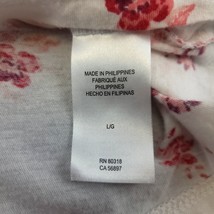 MADE IN PHILIPPINES
FABRIQUÉ AUX
PHILIPPINES
HECHO EN FILIPINAS
L/G
RN 80318
CA 56897